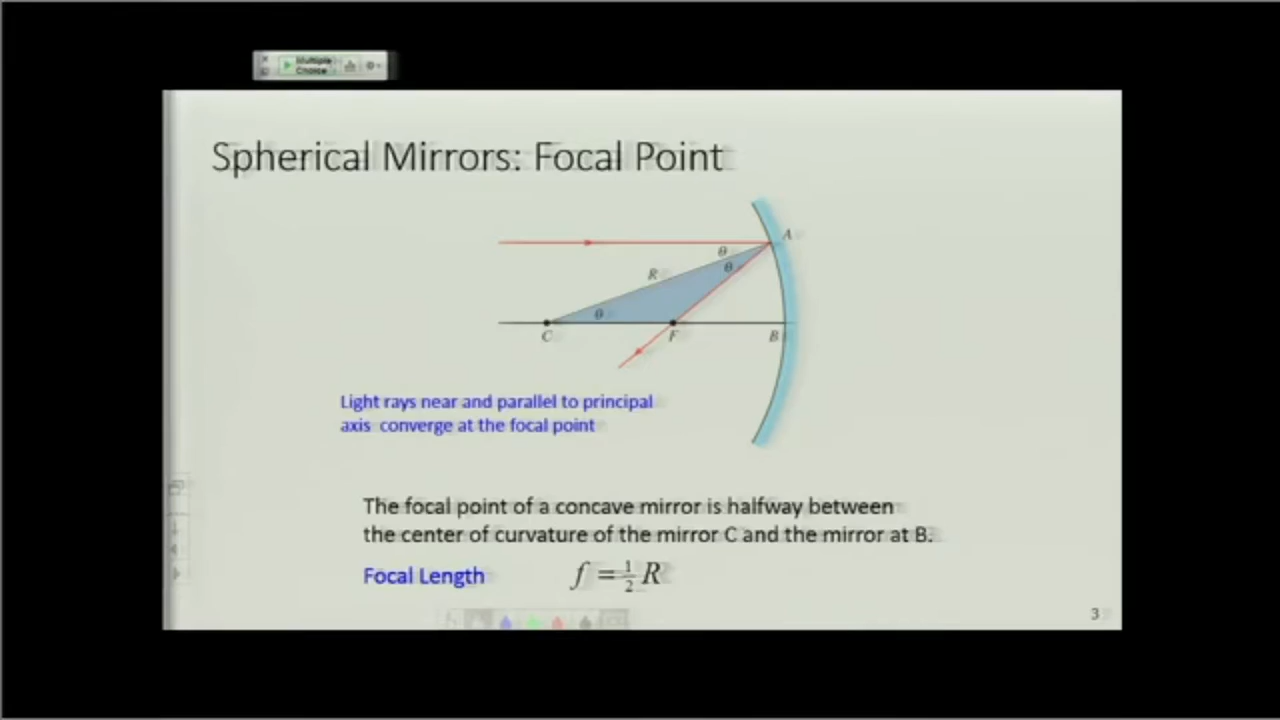 Multiple
Choice
Spherical Mirrors: Focal Point
A
θ
θ
R
θ
C
F
B
Light rays near and parallel to principal
axis converge at the focal point
The focal point of a concave mirror is halfway between
the center of curvature of the mirror C and the mirror at B.
Focal Length f = 1/2 R
3